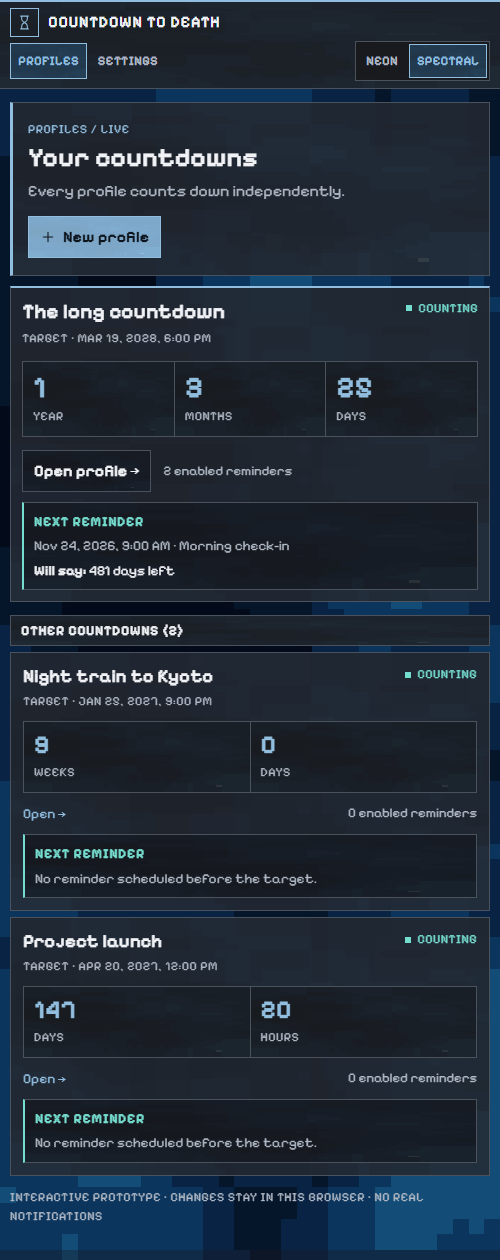 COUNTDOWN TO DEATH
PROFILES
SETTINGS
NEON
SPECTRAL
PROFILES / LIVE
Your countdowns
Every profile counts down independently.
+ New profile
The long countdown
COUNTING
TARGET · MAR 19, 2028, 6:00 PM
1
YEAR
3
MONTHS
25
DAYS
Open profile →
2 enabled reminders
NEXT REMINDER
Nov 24, 2026, 9:00 AM · Morning check-in
Will say: 481 days left
OTHER COUNTDOWNS (2)
Night train to Kyoto
COUNTING
TARGET · JAN 25, 2027, 9:00 PM
9
WEEKS
0
DAYS
Open →
0 enabled reminders
NEXT REMINDER
No reminder scheduled before the target.
Project launch
COUNTING
TARGET · APR 20, 2027, 12:00 PM
147
DAYS
20
HOURS
Open →
0 enabled reminders
NEXT REMINDER
No reminder scheduled before the target.
INTERACTIVE PROTOTYPE · CHANGES STAY IN THIS BROWSER · NO REAL
NOTIFICATIONS